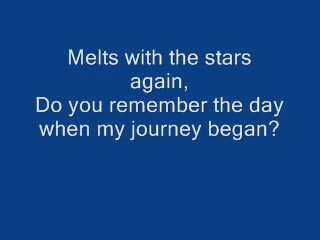 Melts with the stars
again,
Do you remember the day
when my journey began?